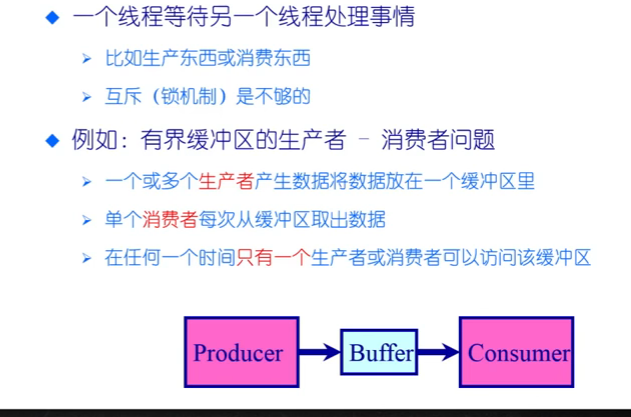 一个线程等待另一个线程处理事情
比如生产东西或消费东西
互斥（锁机制）是不够的
例如：有界缓冲区的生产者 – 消费者问题
一个或多个生产者产生数据将数据放在一个缓冲区里
单个消费者每次从缓冲区取出数据
在任何一个时间只有一个生产者或消费者可以访问该缓冲区
Producer
Buffer
Consumer